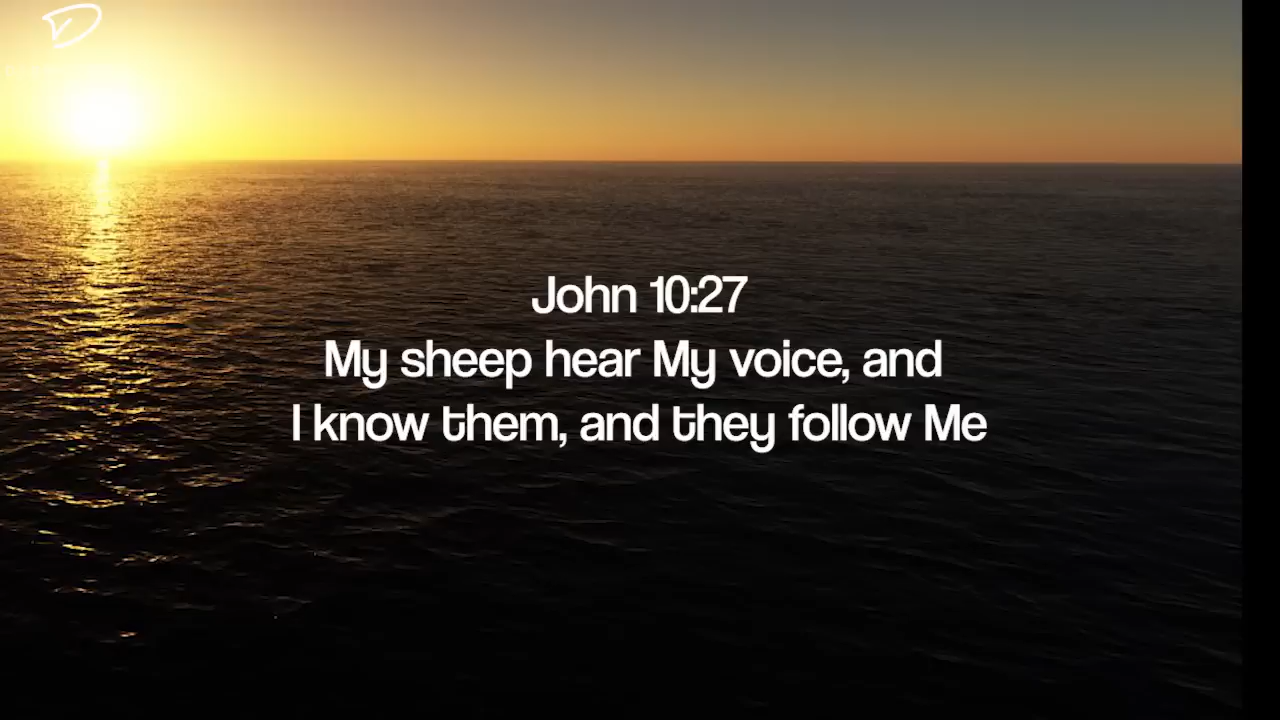 John 10:27
My sheep hear My voice, and
I know them, and they follow Me